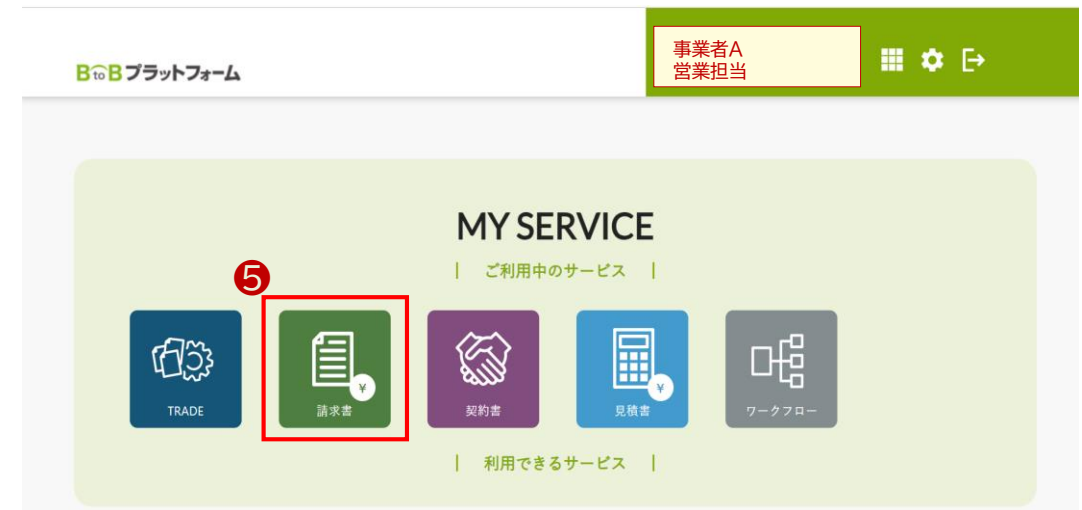 事業者A
営業担当
BtoBプラットフォーム
MY SERVICE
| ご利用中のサービス |
❺
TRADE
¥
請求書
契約書
¥
見積書
ワークフロー
| 利用できるサービス |